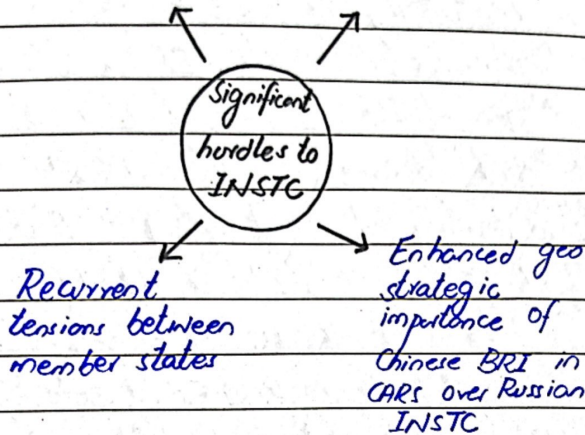 Significant
hurdles to
INSTC
Recurrent
tensions between
member states
Enhanced geo
strategic
importance of
Chinese BRI in
CARs over Russian
INSTC